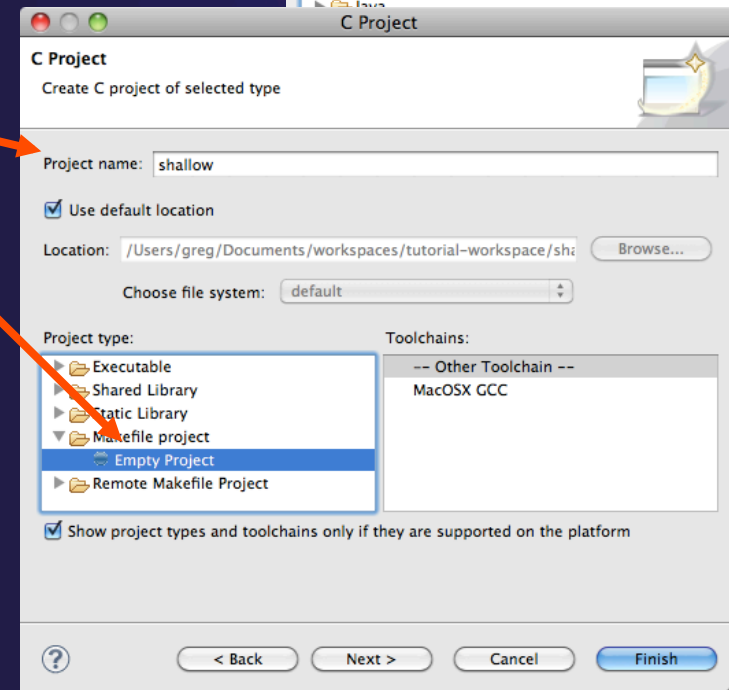 Java
C Project
C Project
Create C project of selected type
Project name: shallow
Use default location
Location: /Users/greg/Documents/workspaces/tutorial-workspace/sha Browse...
Choose file system: default
Project type: Toolchains:
Executable -- Other Toolchain --
Shared Library MacOSX GCC
Static Library
Makefile project
Empty Project
Remote Makefile Project
Show project types and toolchains only if they are supported on the platform
? < Back Next > Cancel Finish